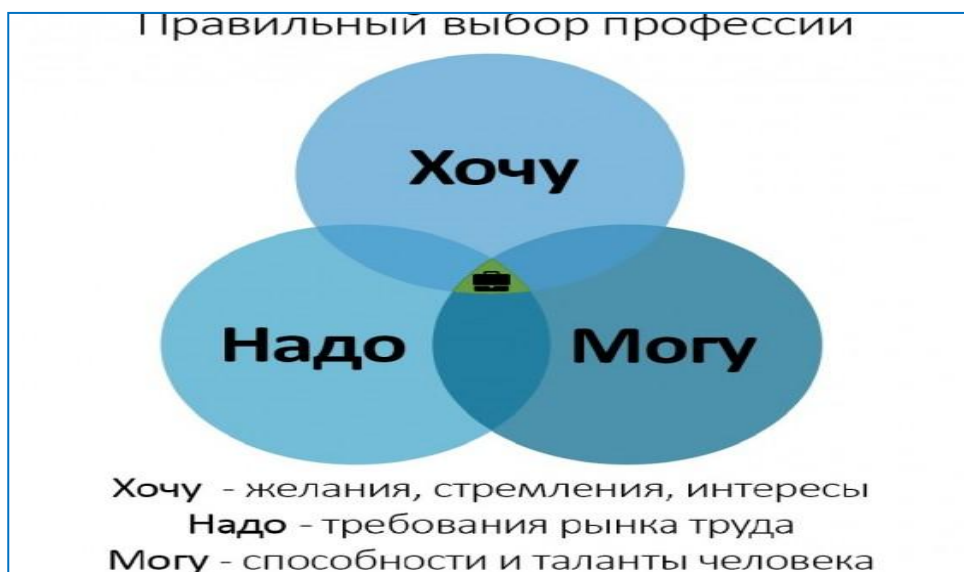 Правильный выбор профессии
Хочу
Надо
Могу
Хочу - желания, стремления, интересы
Надо - требования рынка труда
Могу - способности и таланты человека